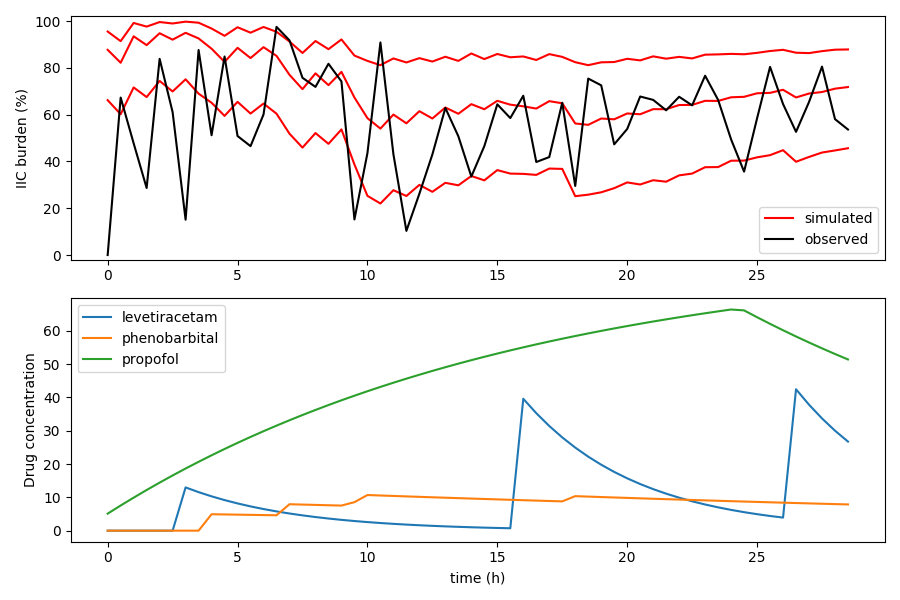 100
80
60
40
20
0
IIC burden (%)
simulated
observed
0 5 10 15 20 25
60
50
40
30
20
10
0
Drug concentration
levetiracetam
phenobarbital
propofol
0 5 10 15 20 25
time (h)